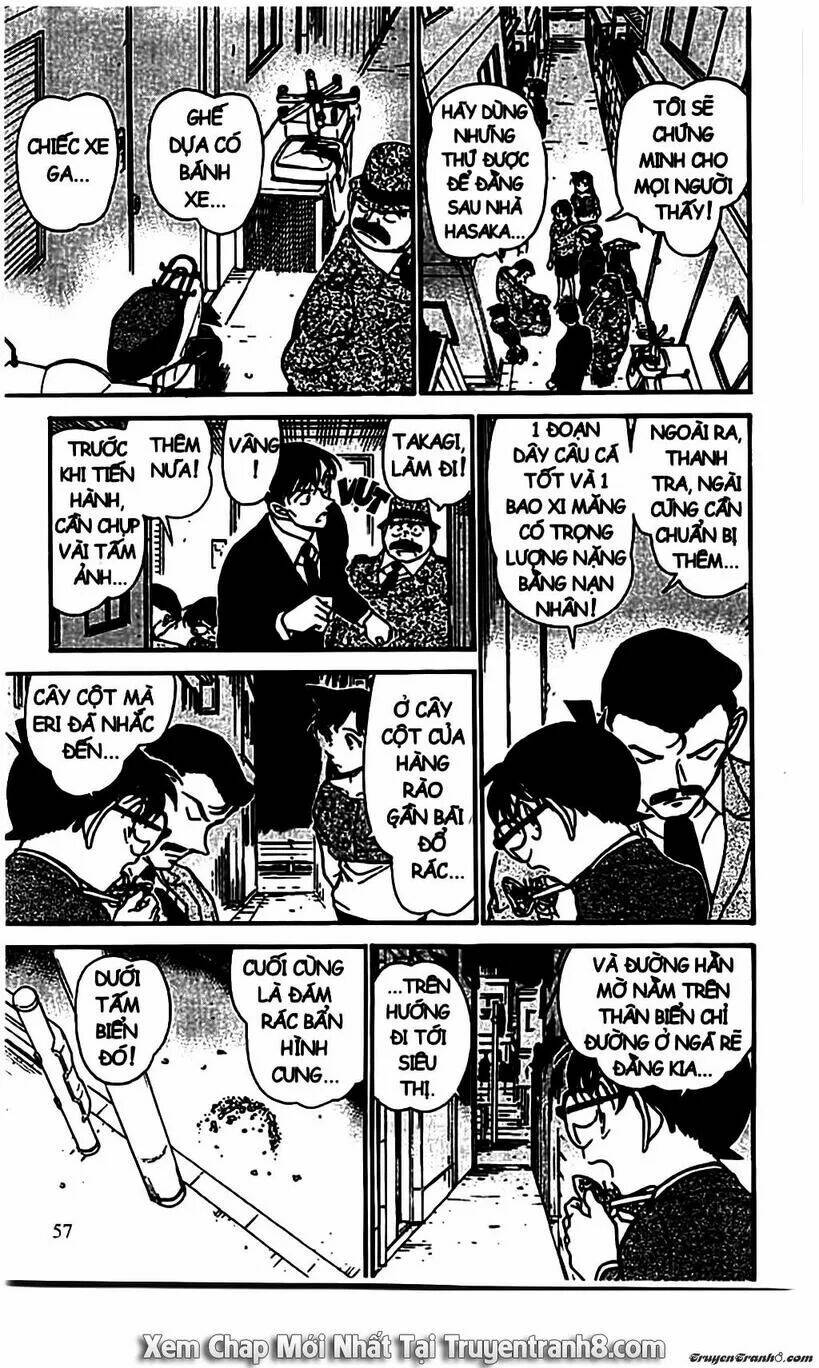 TÔI SẼ
CHỨNG
MINH CHO
MỌI NGƯỜI
THẤY!
HÃY DÙNG
NHỮNG
THỨ ĐƯỢC
ĐỂ ĐẰNG
SAU NHÀ
HASAKA...
GHẾ
DỰA CÓ
BÁNH
XE...
CHIẾC XE
GA...
NGOÀI RA,
THANH
TRA, NGÀI
CŨNG CẦN
CHUẨN BỊ
THÊM...
1 ĐOẠN
DÂY CÂU CÁ
TỐT VÀ 1
BAO XI MĂNG
CÓ TRỌNG
LƯỢNG NẶNG
BẰNG NẠN
NHÂN!
TAKAGI,
LÀM ĐI!
VỤT
VÂNG
!
THÊM
NỮA!
TRƯỚC
KHI TIẾN
HÀNH,
CẦN CHỤP
VÀI TẤM
ẢNH...
Ở CÂY
CỘT CỦA
HÀNG
RÀO
GẦN BÃI
ĐỔ
RÁC...
CÂY CỘT MÀ
ERI ĐÃ NHẮC
ĐẾN...
VÀ ĐƯỜNG HẰN
MỜ NẰM TRÊN
THÂN BIỂN CHỈ
ĐƯỜNG Ở NGÃ RẼ
ĐẰNG KIA...
...TRÊN
HƯỚNG
ĐI TỚI
SIÊU
THỊ.
CUỐI CÙNG
LÀ ĐÁM
RÁC BẨN
HÌNH
CUNG...
DƯỚI
TẤM
BIỂN
ĐÓ!
57
Xem Chap Mới Nhất Tại Truyentranh8.com
TruyenTranh8.com